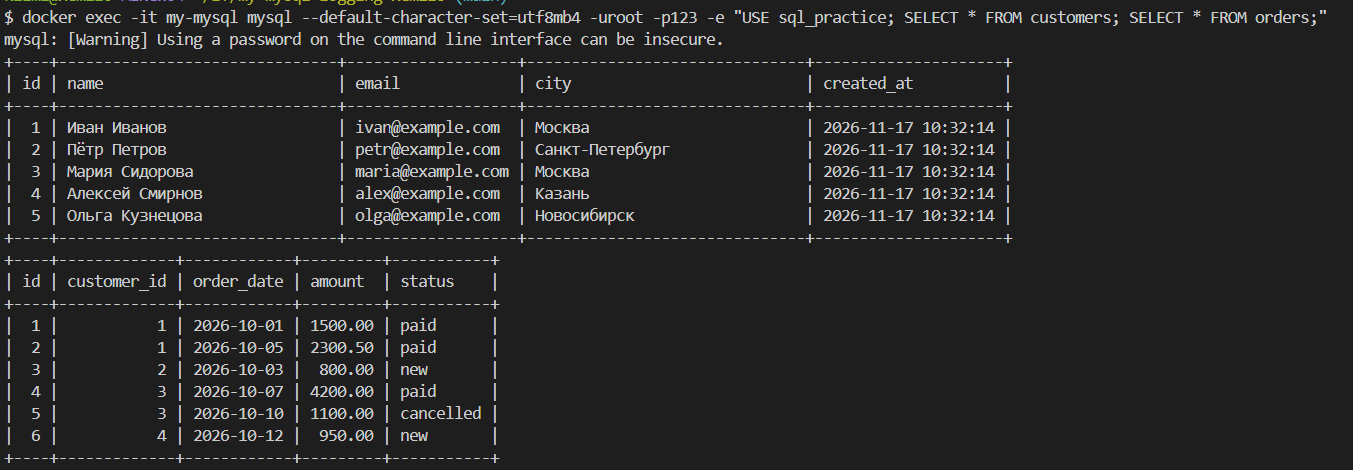 $ docker exec -it my-mysql mysql --default-character-set=utf8mb4 -uroot -p123 -e "USE sql_practice; SELECT * FROM customers; SELECT * FROM orders;"
mysql: [Warning] Using a password on the command line interface can be insecure.
+----+-------------------------------+-------------------+-------------------------------+---------------------+
| id | name                          | email             | city                          | created_at          |
+----+-------------------------------+-------------------+-------------------------------+---------------------+
|  1 | Иван Иванов                   | ivan@example.com  | Москва                        | 2026-11-17 10:32:14 |
|  2 | Пётр Петров                   | petr@example.com  | Санкт-Петербург               | 2026-11-17 10:32:14 |
|  3 | Мария Сидорова                | maria@example.com | Москва                        | 2026-11-17 10:32:14 |
|  4 | Алексей Смирнов               | alex@example.com  | Казань                        | 2026-11-17 10:32:14 |
|  5 | Ольга Кузнецова               | olga@example.com  | Новосибирск                   | 2026-11-17 10:32:14 |
+----+-------------------------------+-------------------+-------------------------------+---------------------+
+----+-------------+------------+---------+-----------+
| id | customer_id | order_date | amount  | status    |
+----+-------------+------------+---------+-----------+
|  1 |           1 | 2026-10-01 | 1500.00 | paid      |
|  2 |           1 | 2026-10-05 | 2300.50 | paid      |
|  3 |           2 | 2026-10-03 |  800.00 | new       |
|  4 |           3 | 2026-10-07 | 4200.00 | paid      |
|  5 |           3 | 2026-10-10 | 1100.00 | cancelled |
|  6 |           4 | 2026-10-12 |  950.00 | new       |
+----+-------------+------------+---------+-----------+